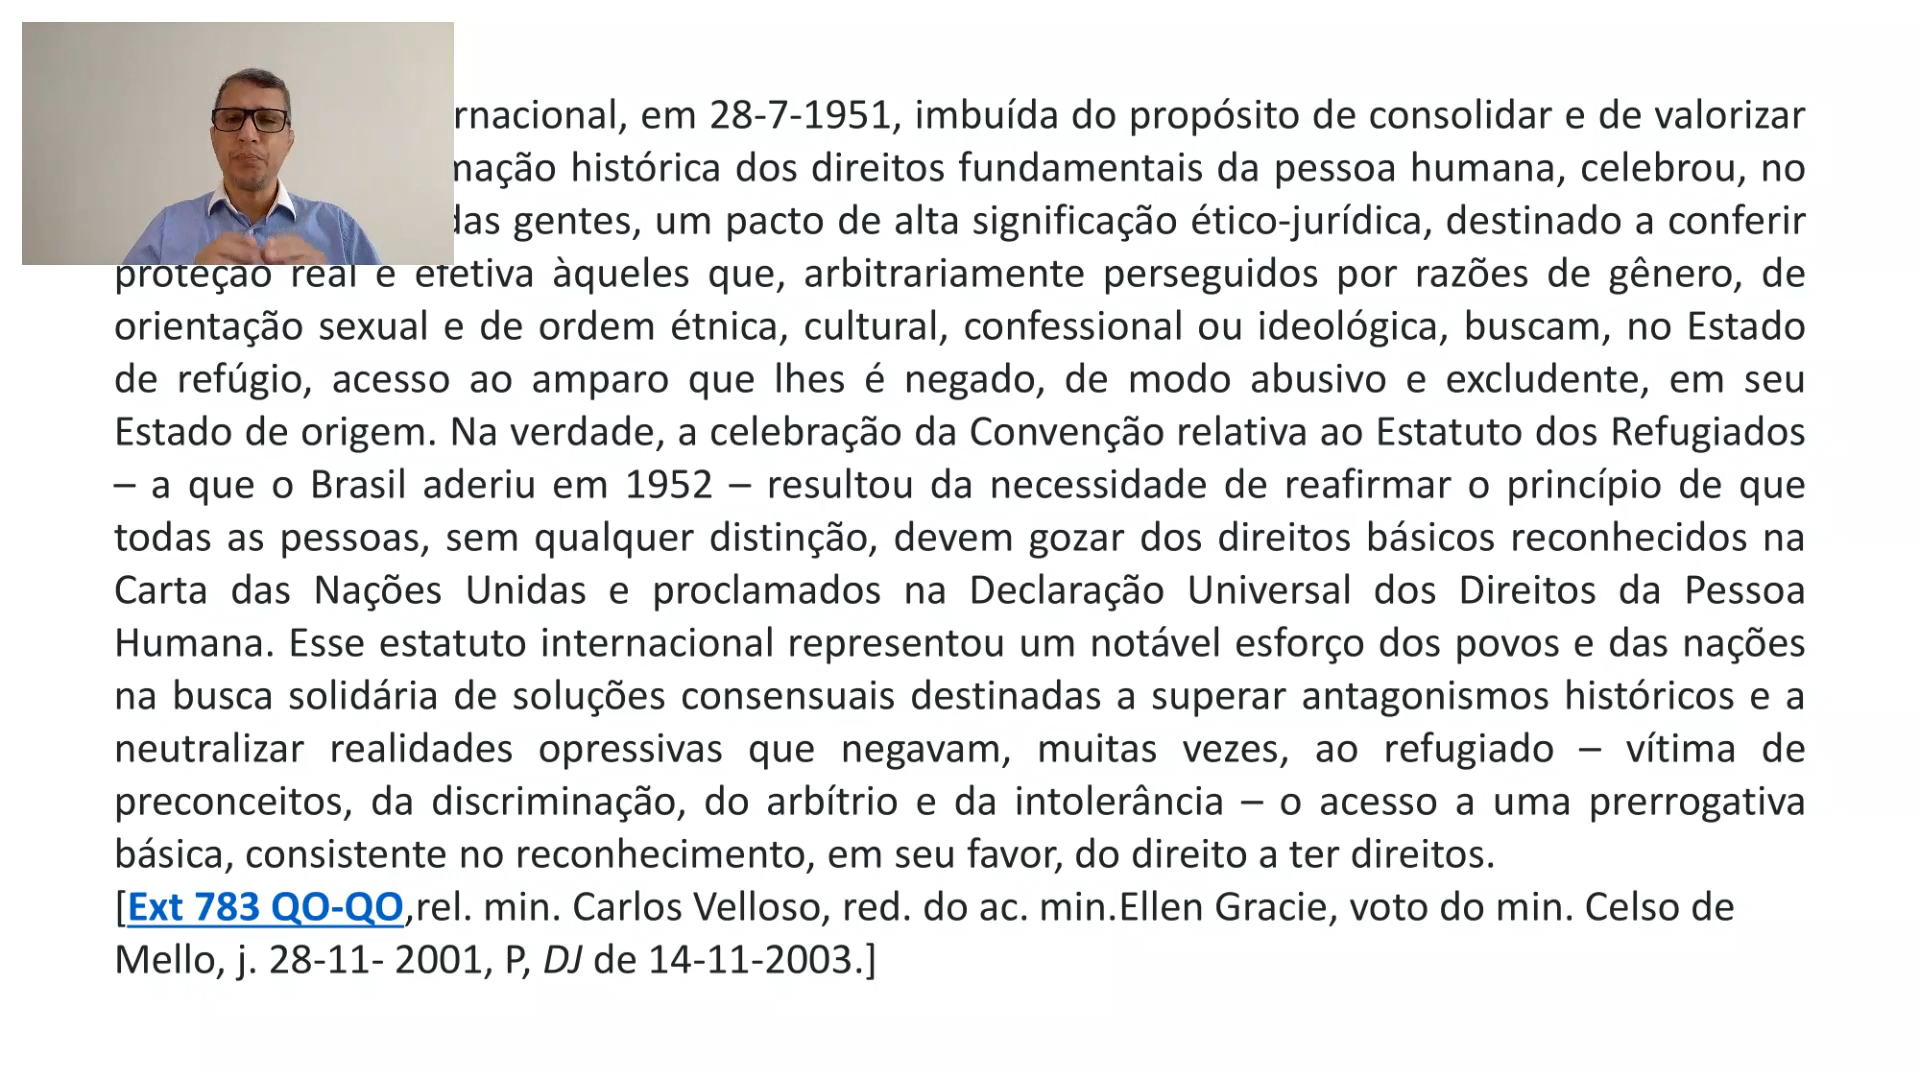 rnacional, em 28-7-1951, imbuída do propósito de consolidar e de valorizar
mação histórica dos direitos fundamentais da pessoa humana, celebrou, no
das gentes, um pacto de alta significação ético-jurídica, destinado a conferir
proteção real e efetiva àqueles que, arbitrariamente perseguidos por razões de gênero, de
orientação sexual e de ordem étnica, cultural, confessional ou ideológica, buscam, no Estado
de refúgio, acesso ao amparo que lhes é negado, de modo abusivo e excludente, em seu
Estado de origem. Na verdade, a celebração da Convenção relativa ao Estatuto dos Refugiados
– a que o Brasil aderiu em 1952 – resultou da necessidade de reafirmar o princípio de que
todas as pessoas, sem qualquer distinção, devem gozar dos direitos básicos reconhecidos na
Carta das Nações Unidas e proclamados na Declaração Universal dos Direitos da Pessoa
Humana. Esse estatuto internacional representou um notável esforço dos povos e das nações
na busca solidária de soluções consensuais destinadas a superar antagonismos históricos e a
neutralizar realidades opressivas que negavam, muitas vezes, ao refugiado – vítima de
preconceitos, da discriminação, do arbítrio e da intolerância – o acesso a uma prerrogativa
básica, consistente no reconhecimento, em seu favor, do direito a ter direitos.
[Ext 783 QO-QO,rel. min. Carlos Velloso, red. do ac. min.Ellen Gracie, voto do min. Celso de
Mello, j. 28-11- 2001, P, DJ de 14-11-2003.]